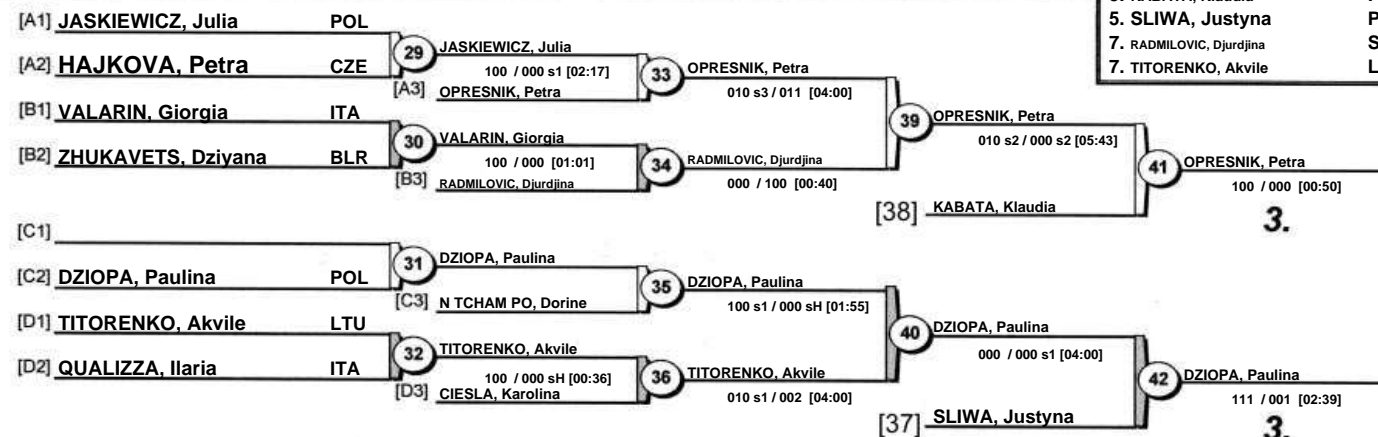 5. SLIWA, Justyna P
7. RADMILOVIC, Djurdjina S
7. TITORENKO, Akvile L
[A1] JASKIEWICZ, Julia POL
[A2] HAJKOVA, Petra CZE
29
JASKIEWICZ, Julia
100 / 000 s1 [02:17]
[A3] OPRESNIK, Petra
33
OPRESNIK, Petra
010 s3 / 011 [04:00]
[B1] VALARIN, Giorgia ITA
[B2] ZHUKAVETS, Dziyana BLR
30
VALARIN, Giorgia
100 / 000 [01:01]
[B3] RADMILOVIC, Djurdjina
34
RADMILOVIC, Djurdjina
000 / 100 [00:40]
39
OPRESNIK, Petra
010 s2 / 000 s2 [05:43]
[38] KABATA, Klaudia
41
OPRESNIK, Petra
100 / 000 [00:50]
3.
[C1]
[C2] DZIOPA, Paulina POL
31
DZIOPA, Paulina
[C3] N TCHAM PO, Dorine
35
DZIOPA, Paulina
100 s1 / 000 sH [01:55]
[D1] TITORENKO, Akvile LTU
[D2] QUALIZZA, Ilaria ITA
32
TITORENKO, Akvile
100 / 000 sH [00:36]
[D3] CIESLA, Karolina
36
TITORENKO, Akvile
010 s1 / 002 [04:00]
40
DZIOPA, Paulina
000 / 000 s1 [04:00]
[37] SLIWA, Justyna
42
DZIOPA, Paulina
111 / 001 [02:39]
3.